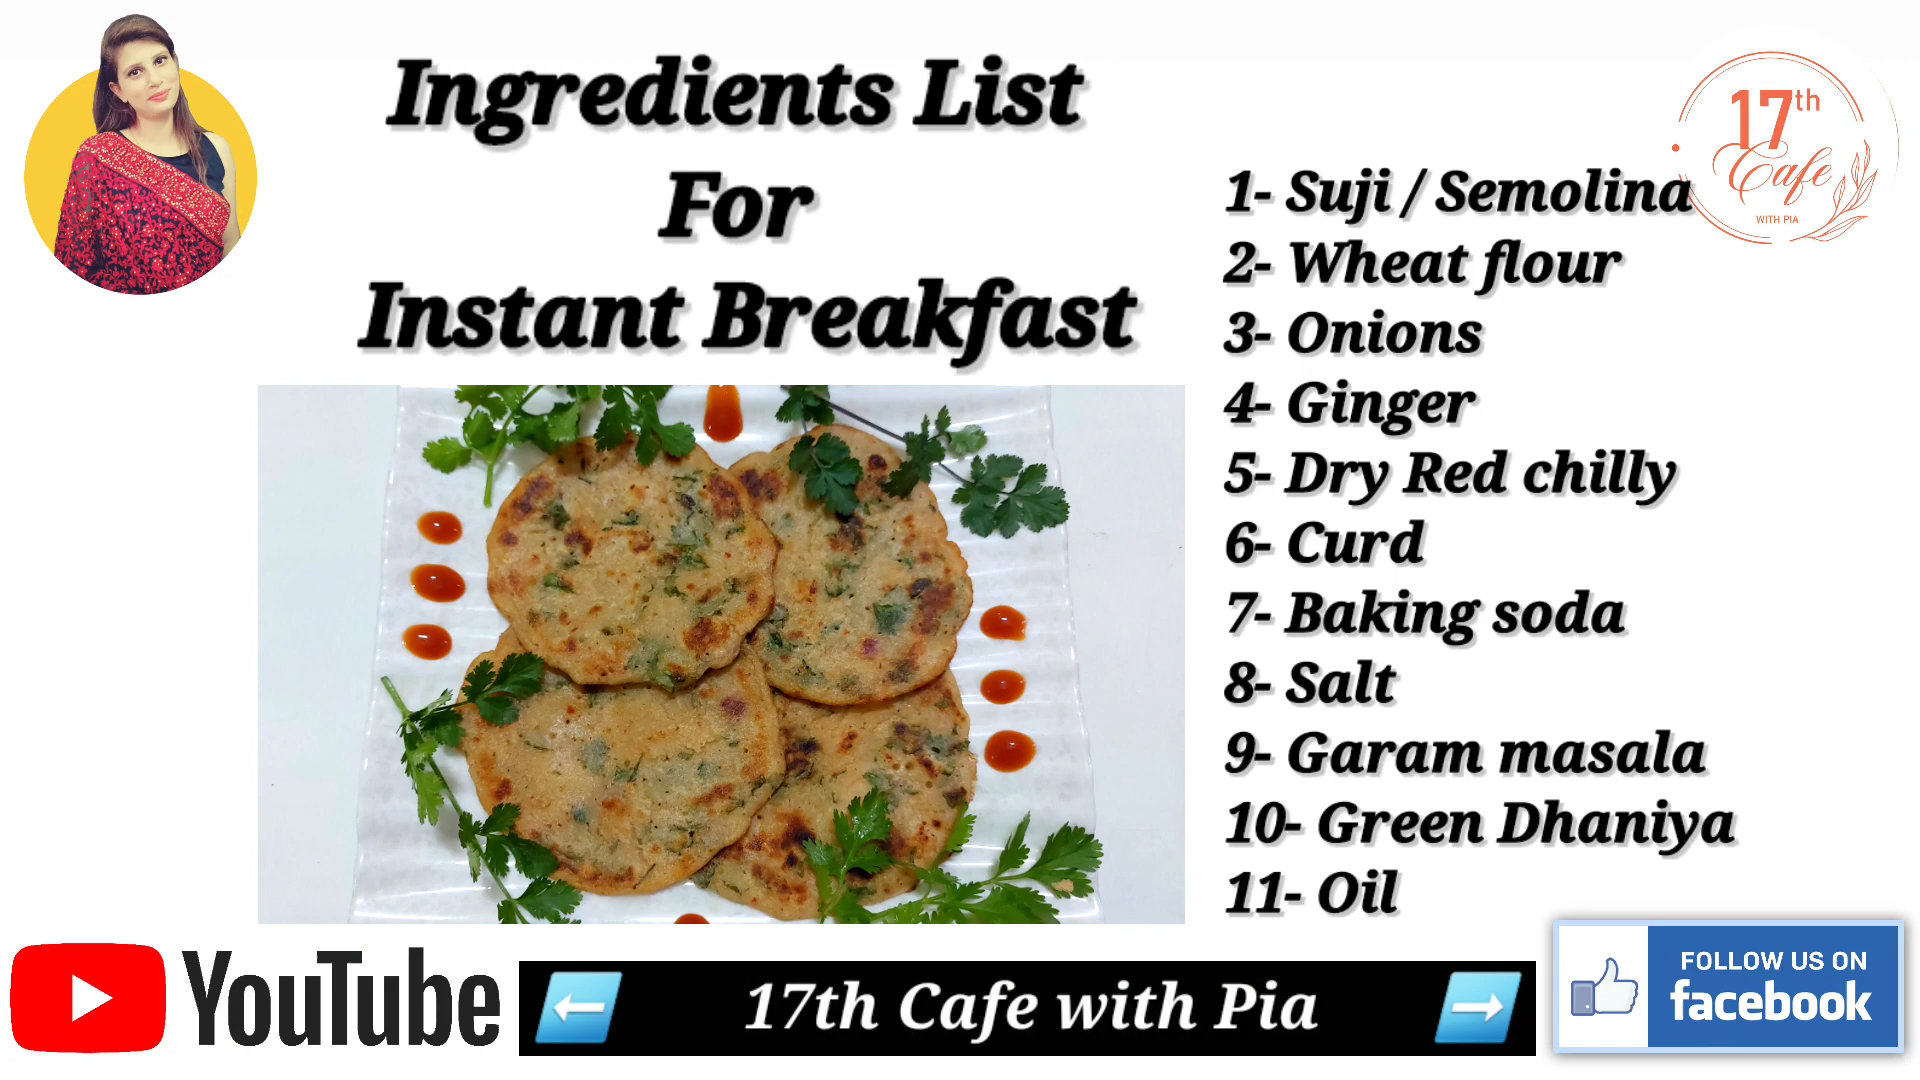 Ingredients List
For
Instant Breakfast
17th
Cafe
WITH PIA
1- Suji / Semolina
2- Wheat flour
3- Onions
4- Ginger
5- Dry Red chilly
6- Curd
7- Baking soda
8- Salt
9- Garam masala
10- Green Dhaniya
11- Oil
YouTube
17th Cafe with Pia
FOLLOW US ON
facebook